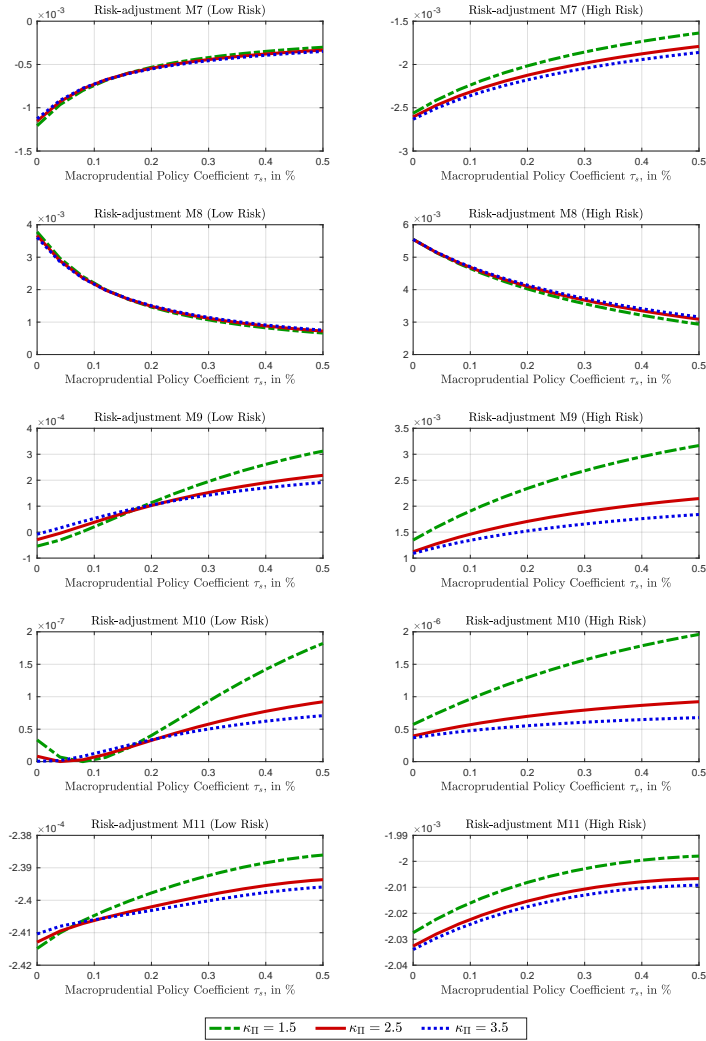 Risk-adjustment M7 (Low Risk)
×10⁻³
0
-0.5
-1
-1.5
0 0.1 0.2 0.3 0.4 0.5
Macroprudential Policy Coefficient τₛ, in %
Risk-adjustment M7 (High Risk)
×10⁻³
-1.5
-2
-2.5
-3
0 0.1 0.2 0.3 0.4 0.5
Macroprudential Policy Coefficient τₛ, in %
Risk-adjustment M8 (Low Risk)
×10⁻³
4
3
2
1
0
0 0.1 0.2 0.3 0.4 0.5
Macroprudential Policy Coefficient τₛ, in %
Risk-adjustment M8 (High Risk)
×10⁻³
6
5
4
3
2
0 0.1 0.2 0.3 0.4 0.5
Macroprudential Policy Coefficient τₛ, in %
Risk-adjustment M9 (Low Risk)
×10⁻⁴
4
3
2
1
0
-1
0 0.1 0.2 0.3 0.4 0.5
Macroprudential Policy Coefficient τₛ, in %
Risk-adjustment M9 (High Risk)
×10⁻³
3.5
3
2.5
2
1.5
1
0 0.1 0.2 0.3 0.4 0.5
Macroprudential Policy Coefficient τₛ, in %
Risk-adjustment M10 (Low Risk)
×10⁻⁷
2
1.5
1
0.5
0
0 0.1 0.2 0.3 0.4 0.5
Macroprudential Policy Coefficient τₛ, in %
Risk-adjustment M10 (High Risk)
×10⁻⁶
2
1.5
1
0.5
0
0 0.1 0.2 0.3 0.4 0.5
Macroprudential Policy Coefficient τₛ, in %
Risk-adjustment M11 (Low Risk)
×10⁻⁴
-2.38
-2.39
-2.4
-2.41
-2.42
0 0.1 0.2 0.3 0.4 0.5
Macroprudential Policy Coefficient τₛ, in %
Risk-adjustment M11 (High Risk)
×10⁻³
-1.99
-2
-2.01
-2.02
-2.03
-2.04
0 0.1 0.2 0.3 0.4 0.5
Macroprudential Policy Coefficient τₛ, in %
κ_Π = 1.5 κ_Π = 2.5 κ_Π = 3.5